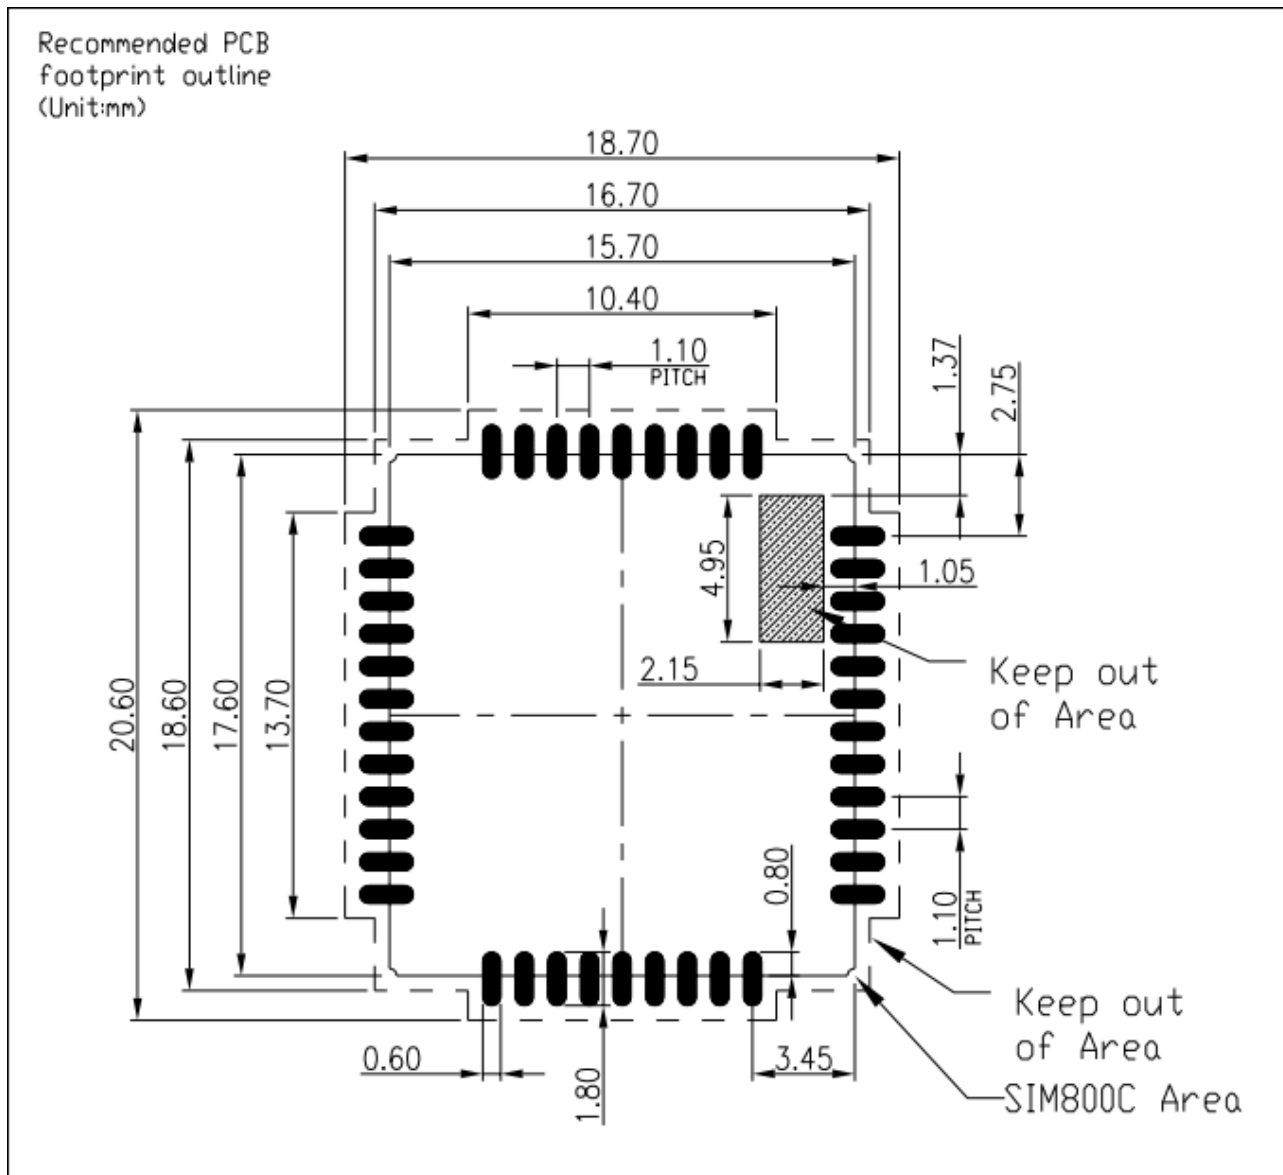 Recommended PCB
footprint outline
(Unit:mm)
18.70
16.70
15.70
10.40
1.10
PITCH
1.37
2.75
4.95
1.05
2.15
Keep out
of Area
20.60
18.60
17.60
13.70
0.80
1.10
PITCH
Keep out
of Area
0.60
1.80
3.45
SIM800C Area